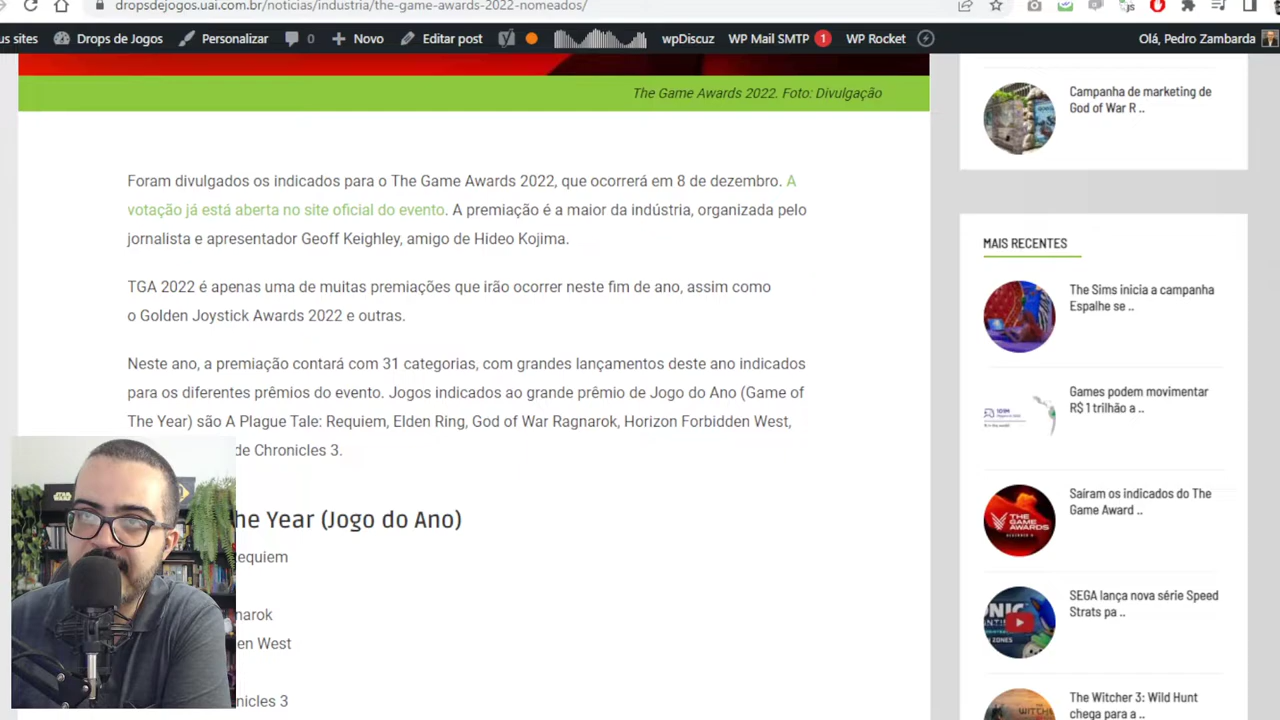 dropsdejogos.uai.com.br/noticias/industria/the-game-awards-2022-nomeados/
us sites Drops de Jogos Personalizar 0 Novo Editar post wpDiscuz WP Mail SMTP 1 WP Rocket Olá, Pedro Zambarda
The Game Awards 2022. Foto: Divulgação
Foram divulgados os indicados para o The Game Awards 2022, que ocorrerá em 8 de dezembro. A
votação já está aberta no site oficial do evento. A premiação é a maior da indústria, organizada pelo
jornalista e apresentador Geoff Keighley, amigo de Hideo Kojima.
TGA 2022 é apenas uma de muitas premiações que irão ocorrer neste fim de ano, assim como
o Golden Joystick Awards 2022 e outras.
Neste ano, a premiação contará com 31 categorias, com grandes lançamentos deste ano indicados
para os diferentes prêmios do evento. Jogos indicados ao grande prêmio de Jogo do Ano (Game of
The Year) são A Plague Tale: Requiem, Elden Ring, God of War Ragnarok, Horizon Forbidden West,
de Chronicles 3.
he Year (Jogo do Ano)
equiem
narok
en West
nicles 3
STAR
WARS
Campanha de marketing de
God of War R ..
MAIS RECENTES
The Sims inicia a campanha
Espalhe se ..
Games podem movimentar
R$ 1 trilhão a ..
Saíram os indicados do The
Game Award ..
THE
GAME
AWARDS
SEGA lança nova série Speed
Strats pa ..
The Witcher 3: Wild Hunt
chega para a ..